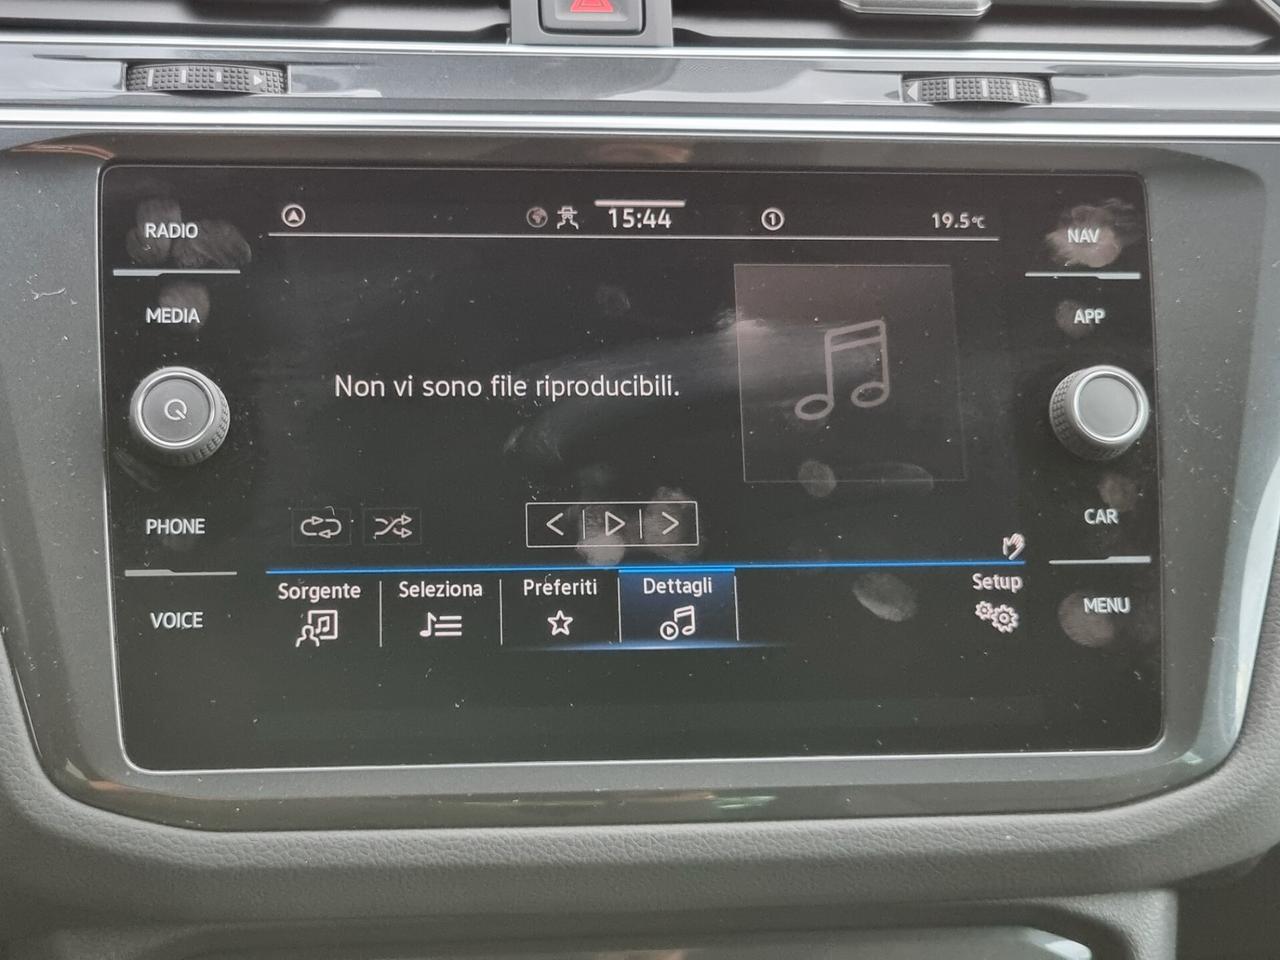 RADIO
MEDIA
PHONE
VOICE
15:44
1
19.5°C
Non vi sono file riproducibili.
Sorgente
Seleziona
Preferiti
Dettagli
Setup
NAV
APP
CAR
MENU